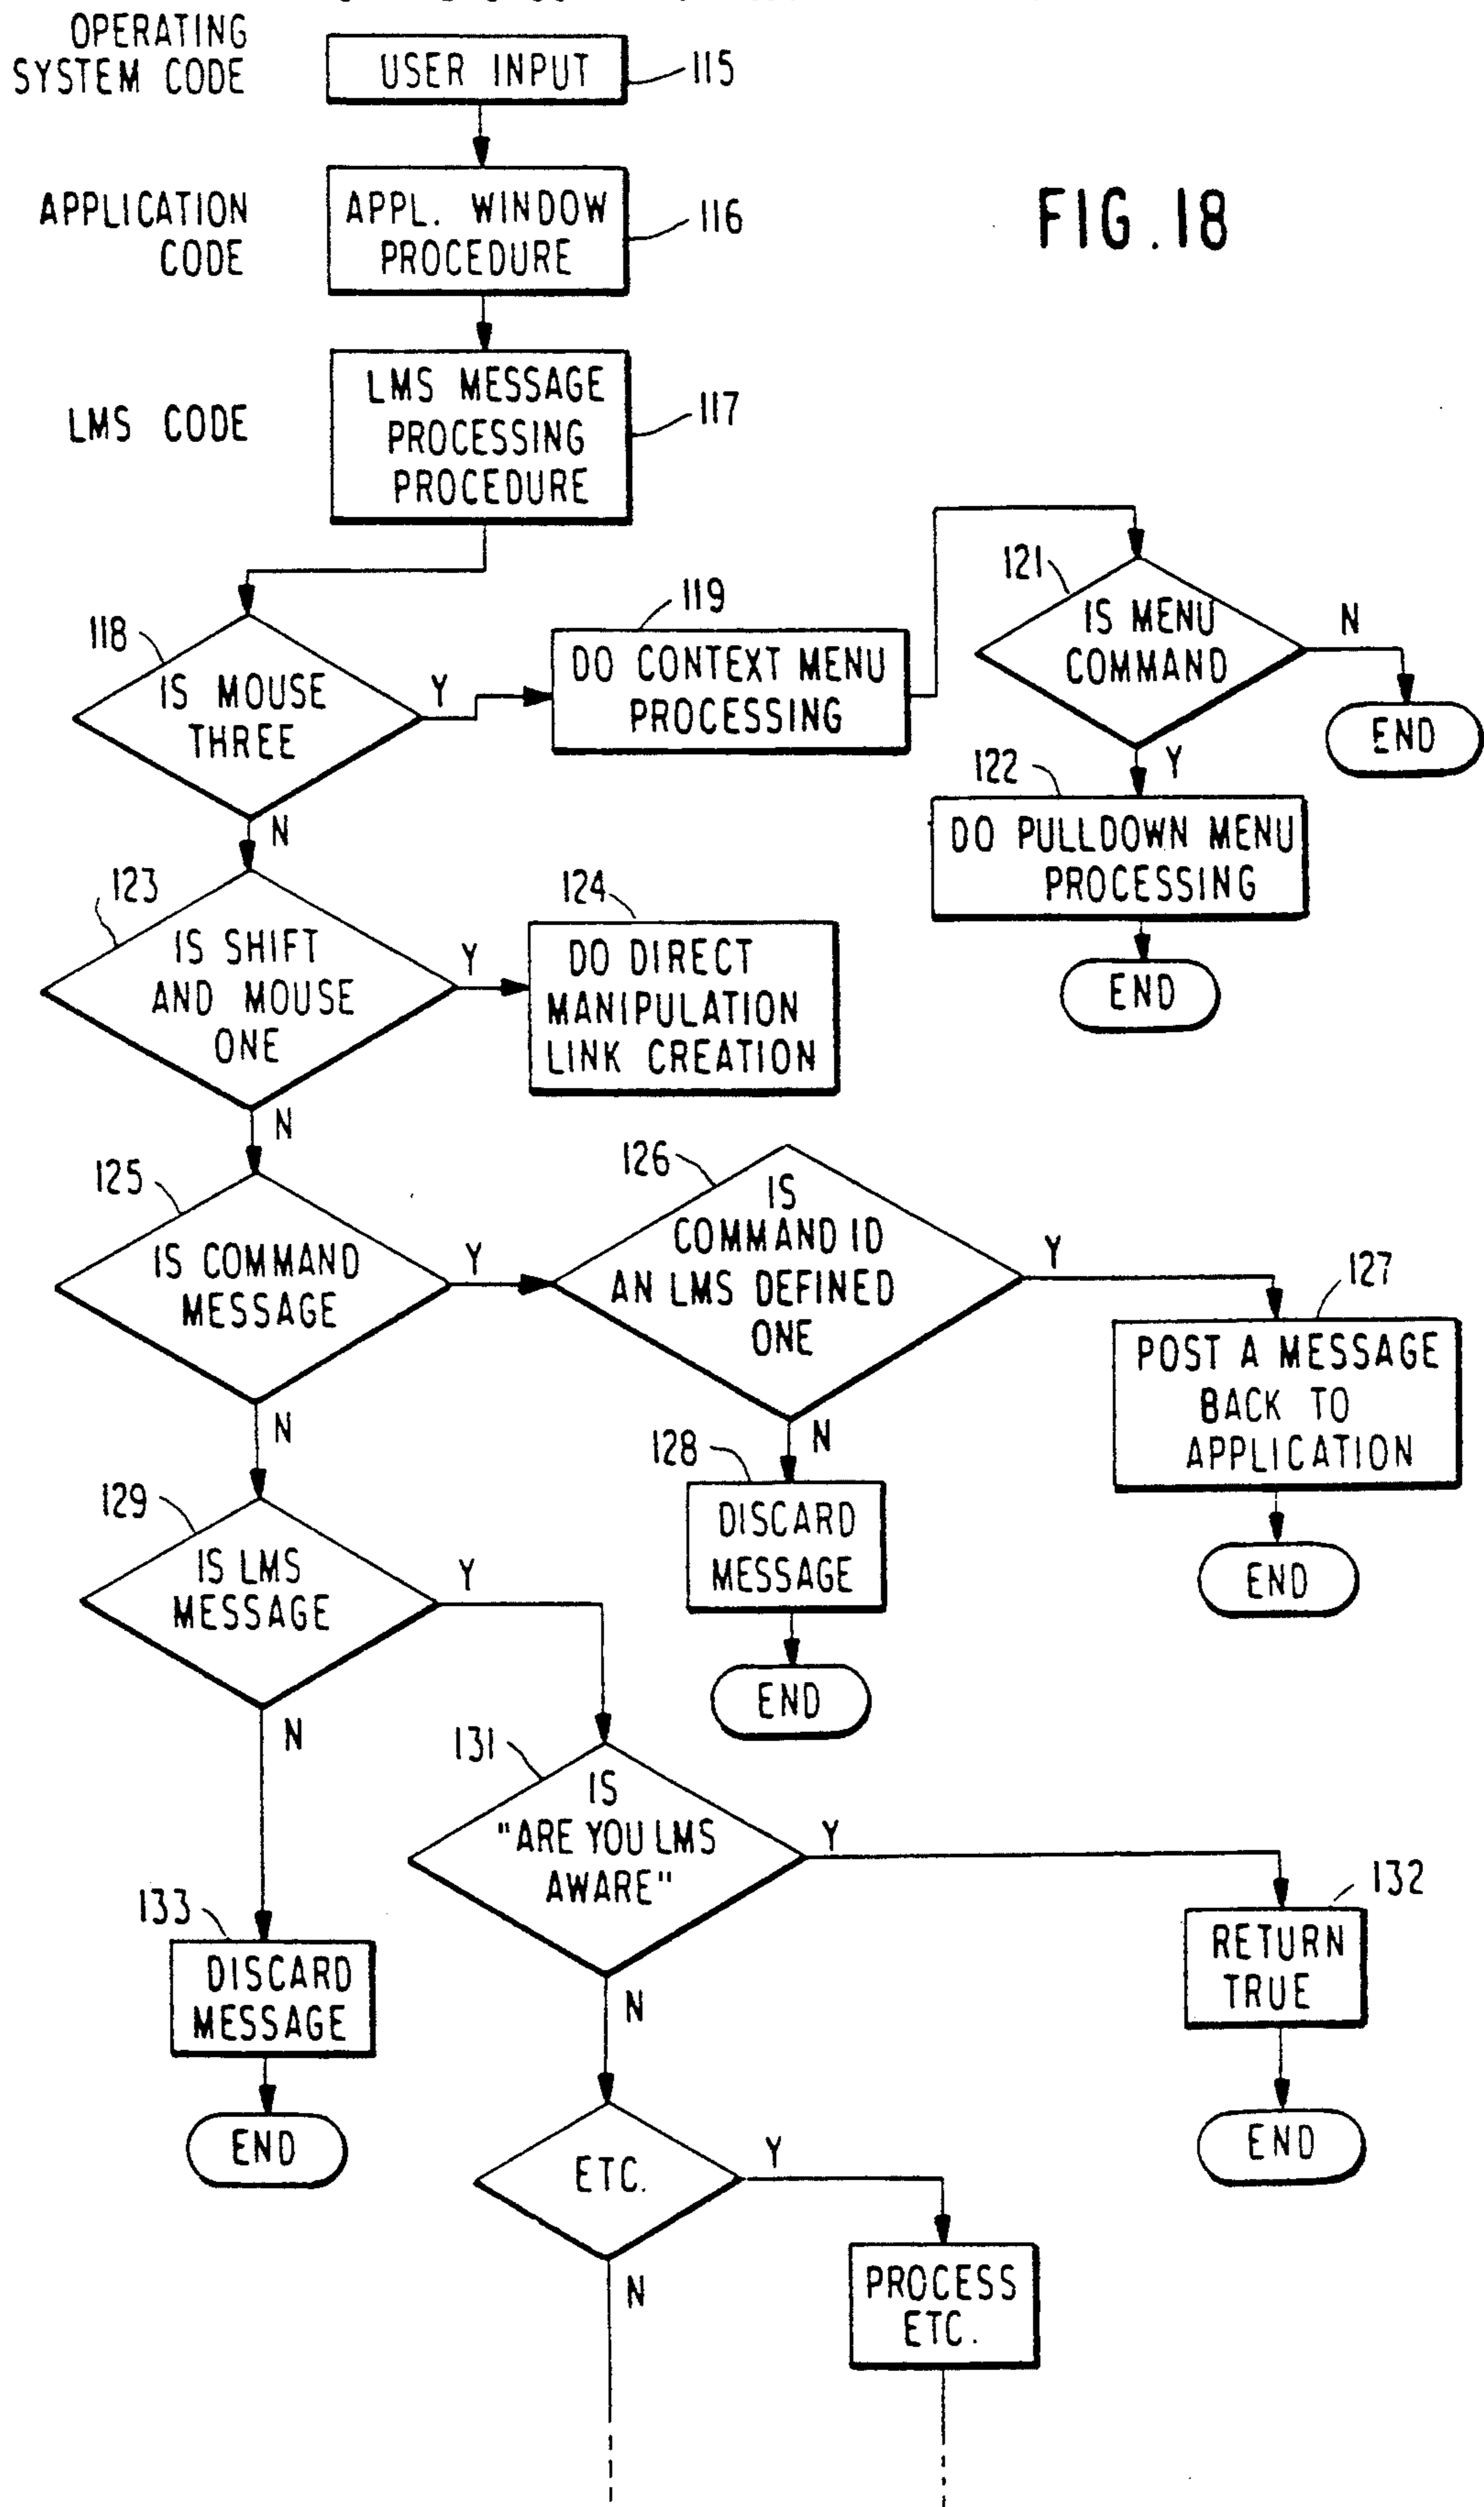 OPERATING
SYSTEM CODE
USER INPUT
115
APPLICATION
CODE
APPL. WINDOW
PROCEDURE
116
FIG. 18
LMS CODE
LMS MESSAGE
PROCESSING
PROCEDURE
117
118
IS MOUSE
THREE
Y
N
119
DO CONTEXT MENU
PROCESSING
121
IS MENU
COMMAND
N
END
Y
122
DO PULLDOWN MENU
PROCESSING
END
123
IS SHIFT
AND MOUSE
ONE
Y
N
124
DO DIRECT
MANIPULATION
LINK CREATION
125
IS COMMAND
MESSAGE
Y
N
126
IS
COMMAND ID
AN LMS DEFINED
ONE
Y
N
127
POST A MESSAGE
BACK TO
APPLICATION
END
128
DISCARD
MESSAGE
END
129
IS LMS
MESSAGE
Y
N
131
IS
"ARE YOU LMS
AWARE"
Y
N
132
RETURN
TRUE
END
133
DISCARD
MESSAGE
END
ETC.
Y
N
PROCESS
ETC.